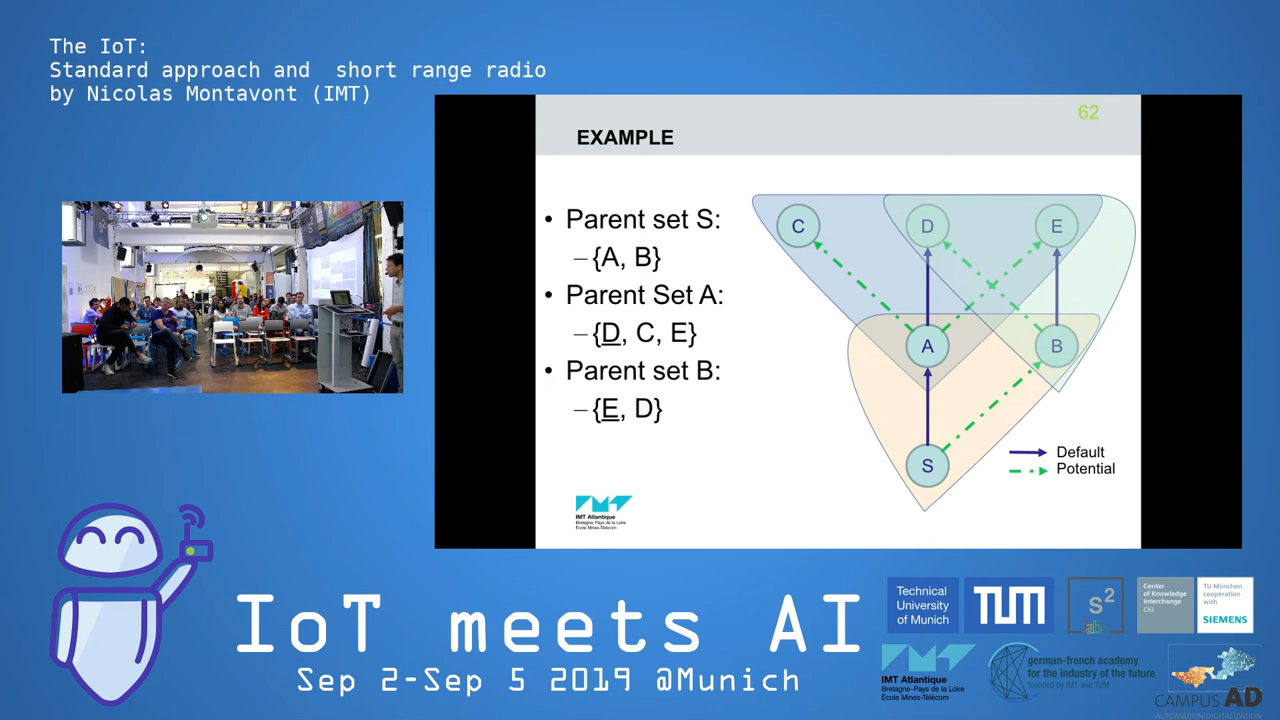 The IoT:
Standard approach and short range radio
by Nicolas Montavont (IMT)
62
EXAMPLE
• Parent set S:
– {A, B}
• Parent Set A:
– {D, C, E}
• Parent set B:
– {E, D}
C
D
E
A
B
S
Default
Potential
IMT Atlantique
Bretagne-Pays de la Loire
École Mines-Télécom
IoT meets AI
Sep 2-Sep 5 2019 @Munich
Technical
University
of Munich
TUM
s2
lab
Center
of Knowledge
Interchange
CKI
TU München
cooperation
with
SIEMENS
IMT Atlantique
Bretagne-Pays de la Loire
École Mines-Télécom
german-french academy
for the industry of the future
founded by IMT and TUM
CAMPUS AD
AUTOMATION DIGITALIZATION